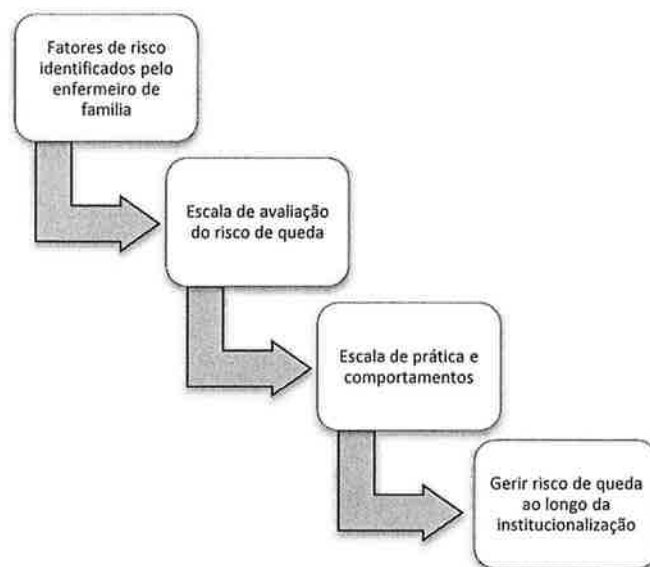 Fatores de risco
identificados pelo
enfermeiro de
familia
Escala de avaliação
do risco de queda
Escala de prática e
comportamentos
Gerir risco de queda
ao longo da
institucionalização